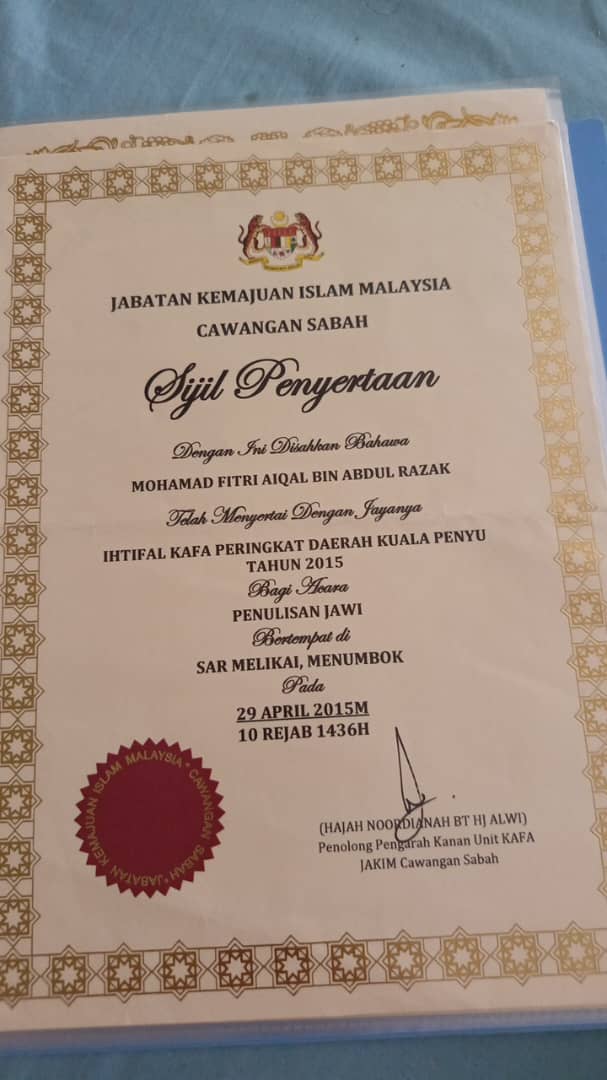 JABATAN KEMAJUAN ISLAM MALAYSIA
CAWANGAN SABAH
Sijil Penyertaan
Dengan Ini Disahkan Bahawa
MOHAMAD FITRI AIQAL BIN ABDUL RAZAK
Telah Menyertai Dengan Jayanya
IHTIFAL KAFA PERINGKAT DAERAH KUALA PENYU
TAHUN 2015
Bagi Acara
PENULISAN JAWI
Bertempat di
SAR MELIKAI, MENUMBOK
Pada
29 APRIL 2015M
10 REJAB 1436H
(HAJAH NOORDIANAH BT HJ ALWI)
Penolong Pengarah Kanan Unit KAFA
JAKIM Cawangan Sabah
JABATAN KEMAJUAN ISLAM MALAYSIA * CAWANGAN SABAH *